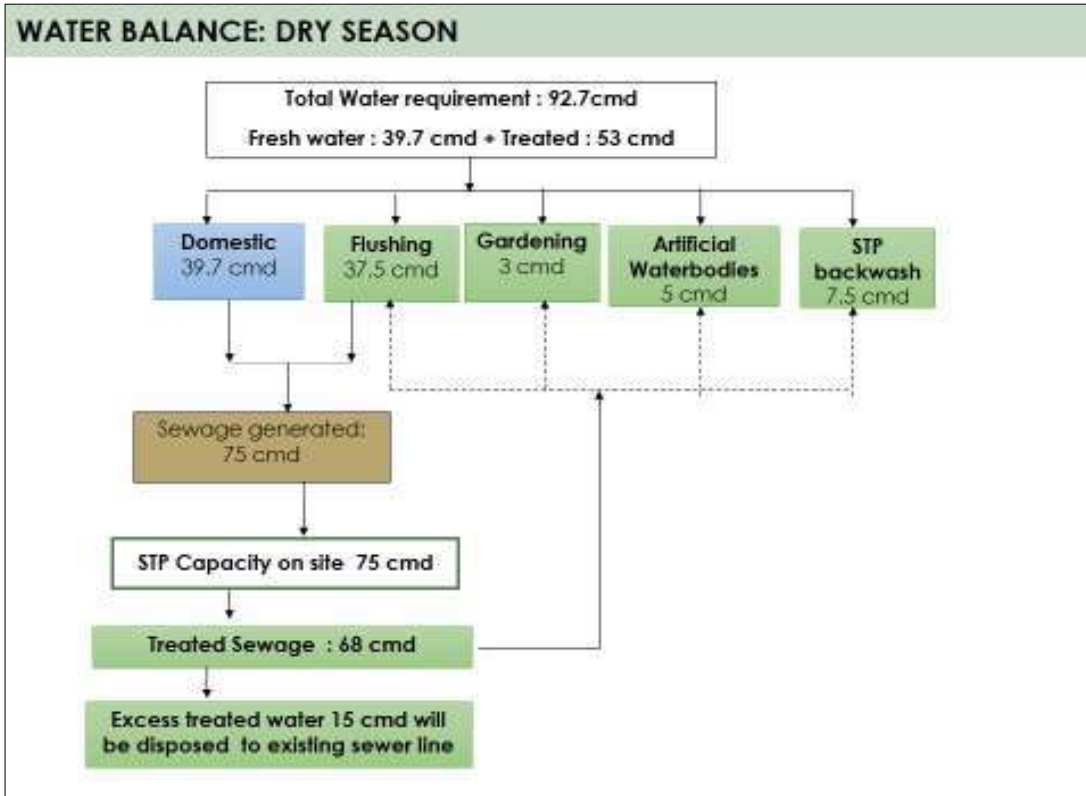 WATER BALANCE: DRY SEASON
Total Water requirement : 92.7cmd
Fresh water : 39.7 cmd + Treated : 53 cmd
Domestic
39.7 cmd
Flushing
37.5 cmd
Gardening
3 cmd
Artificial
Waterbodies
5 cmd
STP
backwash
7.5 cmd
Sewage generated:
75 cmd
STP Capacity on site 75 cmd
Treated Sewage : 68 cmd
Excess treated water 15 cmd will
be disposed to existing sewer line